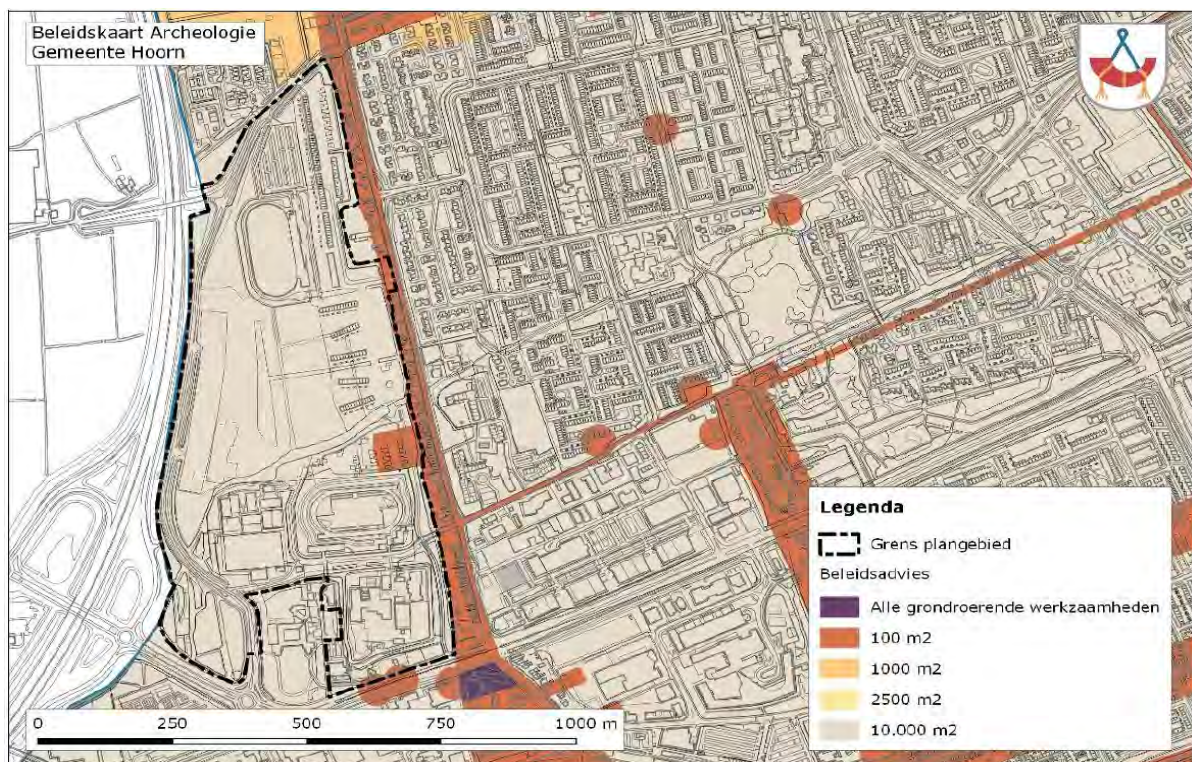 Beleidskaart Archeologie
Gemeente Hoorn
Legenda
Grens plangebied
Beleidsadvies
Alle grondroerende werkzaamheden
100 m2
1000 m2
2500 m2
10.000 m2
0 250 500 750 1000 m